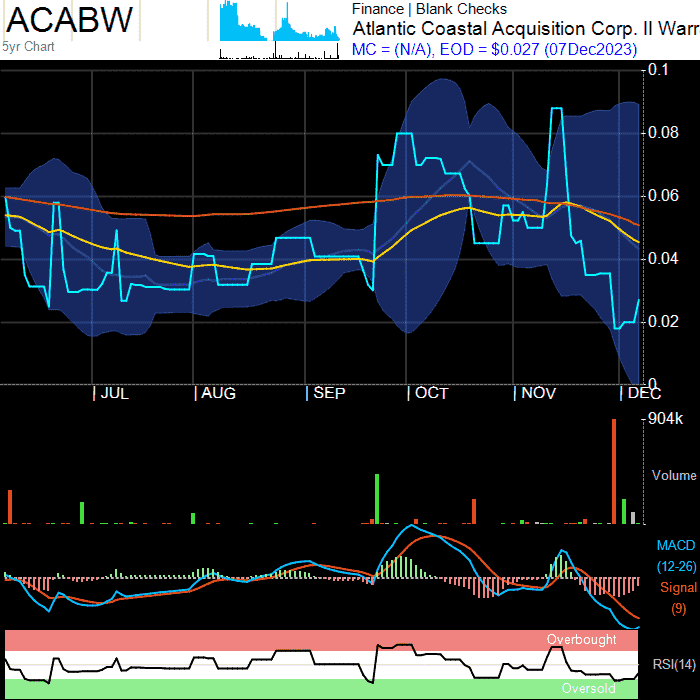 ACABW
5yr Chart
Finance | Blank Checks
Atlantic Coastal Acquisition Corp. II Warr
MC = (N/A), EOD = $0.027 (07Dec2023)
0.1
0.08
0.06
0.04
0.02
0
JUL
AUG
SEP
OCT
NOV
DEC
904k
Volume
MACD
(12-26)
Signal
(9)
Overbought
RSI(14)
Oversold